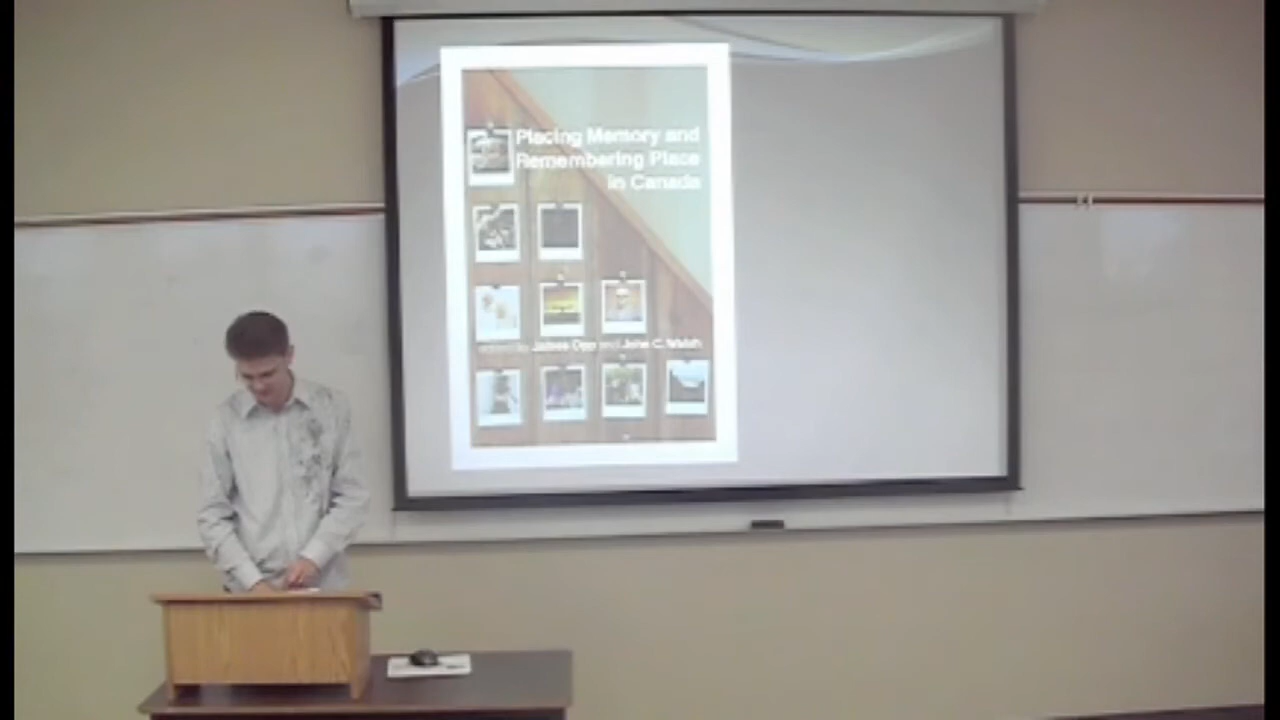 Placing Memory and
Remembering Place
in Canada
edited by James Opp and John C. Walsh